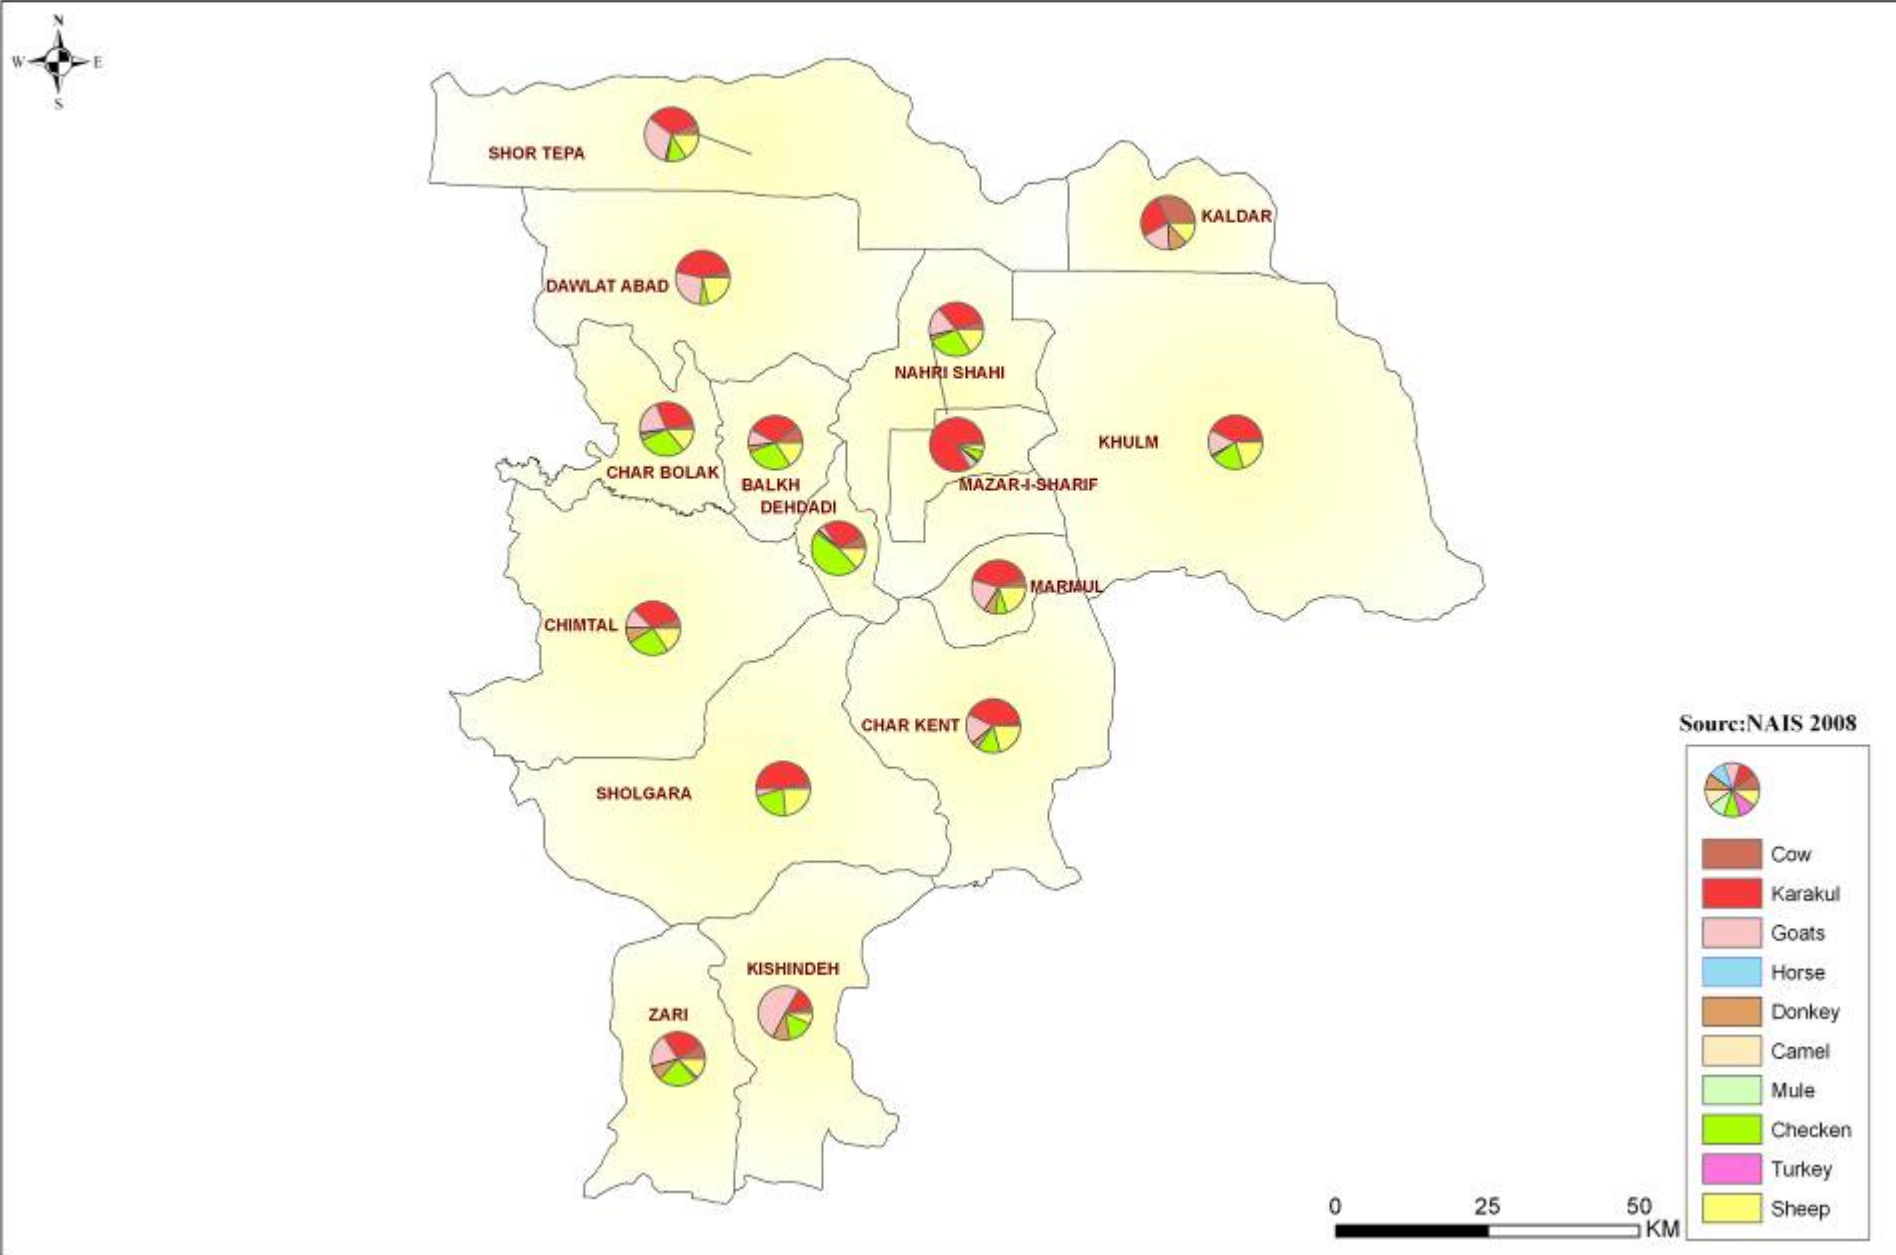 N
W E
S
SHOR TEPA
KALDAR
DAWLAT ABAD
NAHRI SHAHI
KHULM
CHAR BOLAK
BALKH
MAZAR-I-SHARIF
DEHDADI
MARMUL
CHIMTAL
CHAR KENT
SHOLGARA
KISHINDEH
ZARI
Sourc:NAIS 2008
Cow
Karakul
Goats
Horse
Donkey
Camel
Mule
Checken
Turkey
Sheep
0 25 50
KM